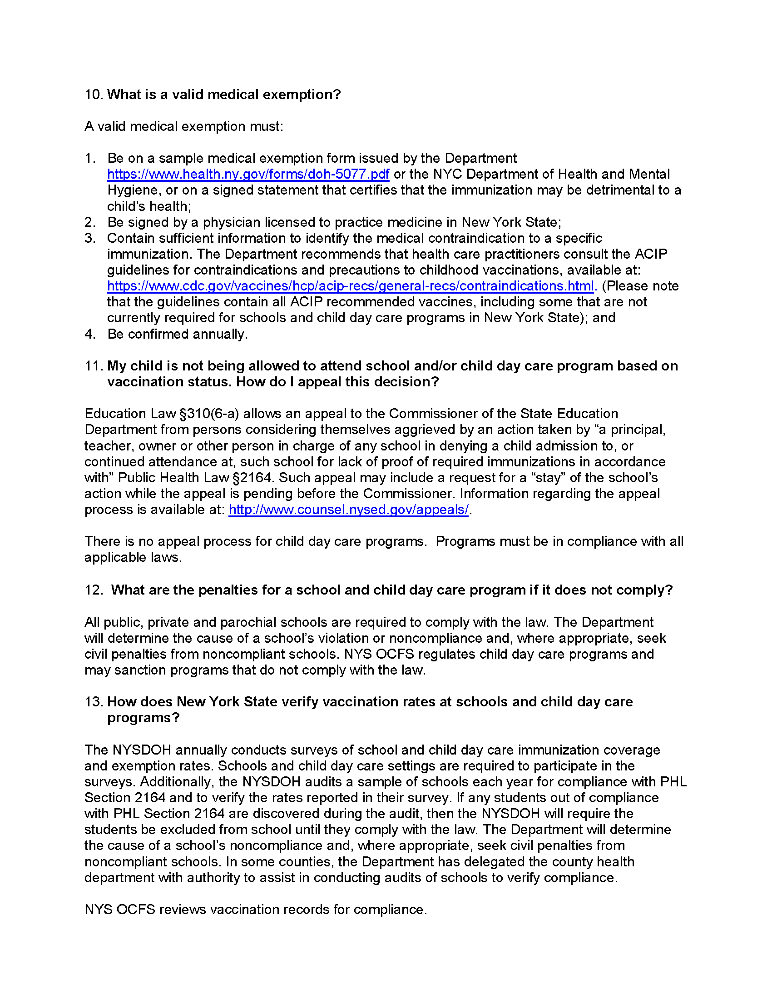 10. What is a valid medical exemption?
A valid medical exemption must:
1. Be on a sample medical exemption form issued by the Department
https://www.health.ny.gov/forms/doh-5077.pdf or the NYC Department of Health and Mental
Hygiene, or on a signed statement that certifies that the immunization may be detrimental to a
child’s health;
2. Be signed by a physician licensed to practice medicine in New York State;
3. Contain sufficient information to identify the medical contraindication to a specific
immunization. The Department recommends that health care practitioners consult the ACIP
guidelines for contraindications and precautions to childhood vaccinations, available at:
https://www.cdc.gov/vaccines/hcp/acip-recs/general-recs/contraindications.html. (Please note
that the guidelines contain all ACIP recommended vaccines, including some that are not
currently required for schools and child day care programs in New York State); and
4. Be confirmed annually.
11. My child is not being allowed to attend school and/or child day care program based on
vaccination status. How do I appeal this decision?
Education Law §310(6-a) allows an appeal to the Commissioner of the State Education
Department from persons considering themselves aggrieved by an action taken by “a principal,
teacher, owner or other person in charge of any school in denying a child admission to, or
continued attendance at, such school for lack of proof of required immunizations in accordance
with” Public Health Law §2164. Such appeal may include a request for a “stay” of the school’s
action while the appeal is pending before the Commissioner. Information regarding the appeal
process is available at: http://www.counsel.nysed.gov/appeals/.
There is no appeal process for child day care programs.  Programs must be in compliance with all
applicable laws.
12. What are the penalties for a school and child day care program if it does not comply?
All public, private and parochial schools are required to comply with the law. The Department
will determine the cause of a school’s violation or noncompliance and, where appropriate, seek
civil penalties from noncompliant schools. NYS OCFS regulates child day care programs and
may sanction programs that do not comply with the law.
13. How does New York State verify vaccination rates at schools and child day care
programs?
The NYSDOH annually conducts surveys of school and child day care immunization coverage
and exemption rates. Schools and child day care settings are required to participate in the
surveys. Additionally, the NYSDOH audits a sample of schools each year for compliance with PHL
Section 2164 and to verify the rates reported in their survey. If any students out of compliance
with PHL Section 2164 are discovered during the audit, then the NYSDOH will require the
students be excluded from school until they comply with the law. The Department will determine
the cause of a school’s noncompliance and, where appropriate, seek civil penalties from
noncompliant schools. In some counties, the Department has delegated the county health
department with authority to assist in conducting audits of schools to verify compliance.
NYS OCFS reviews vaccination records for compliance.